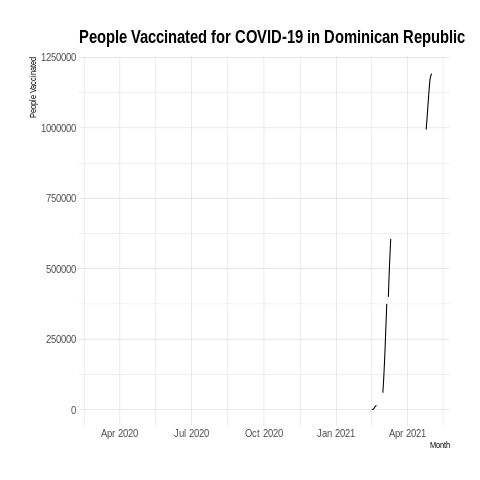 People Vaccinated for COVID-19 in Dominican Republic
People Vaccinated
1250000
1000000
750000
500000
250000
0
Apr 2020 Jul 2020 Oct 2020 Jan 2021 Apr 2021
Month